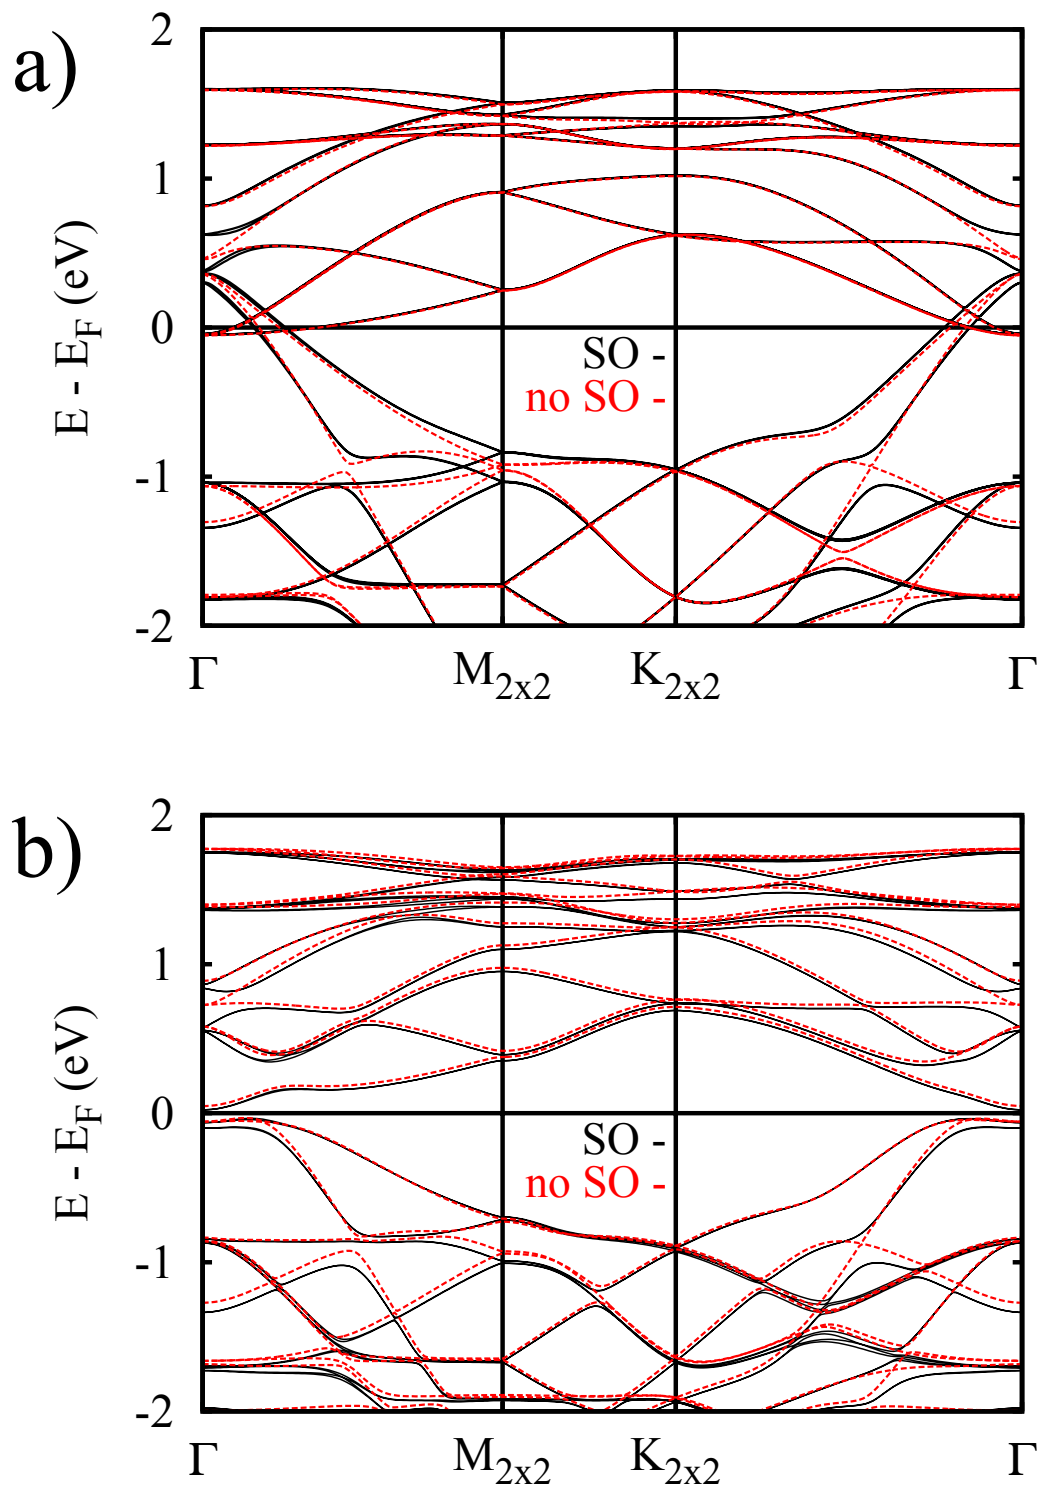 a)
2
1
0
-1
-2
E - E_F (eV)
SO -
no SO -
Γ M_2x2 K_2x2 Γ
b)
2
1
0
-1
-2
E - E_F (eV)
SO -
no SO -
Γ M_2x2 K_2x2 Γ